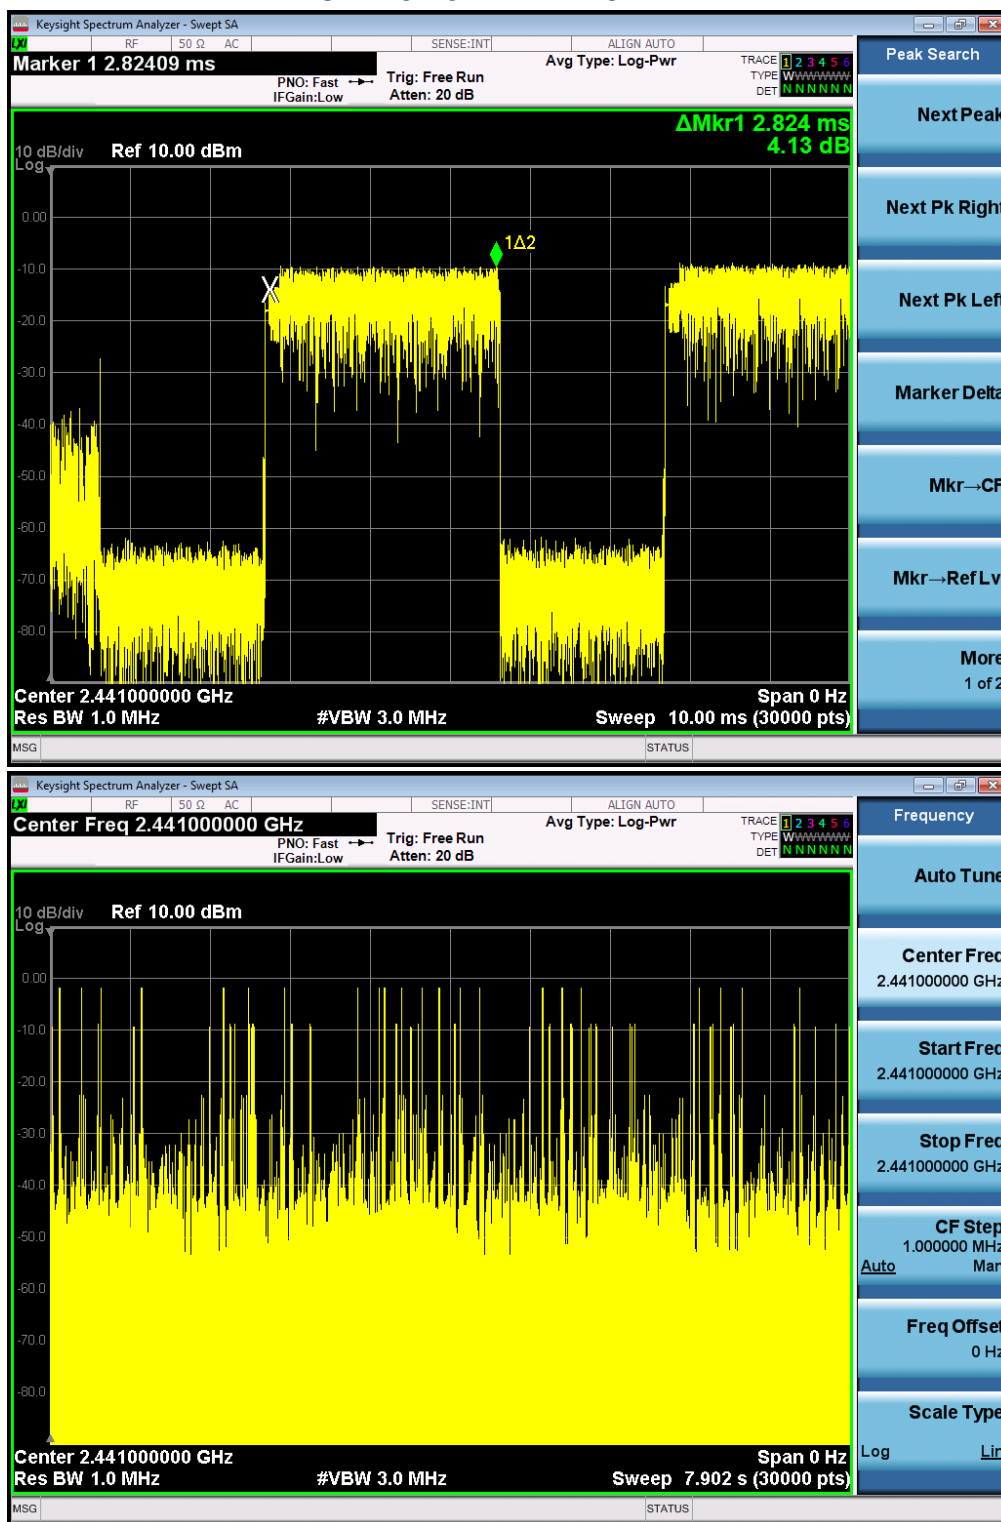 Keysight Spectrum Analyzer - Swept SA
LXI RF 50 Ω AC SENSE:INT ALIGN AUTO
Marker 1 2.82409 ms
PNO: Fast
IFGain:Low
Trig: Free Run
Atten: 20 dB
Avg Type: Log-Pwr
TRACE 1 2 3 4 5 6
TYPE WWWWWW
DET N N N N N N
ΔMkr1 2.824 ms
4.13 dB
10 dB/div Ref 10.00 dBm
Log
0.00
-10.0
-20.0
-30.0
-40.0
-50.0
-60.0
-70.0
-80.0
X
1Δ2
Center 2.441000000 GHz Span 0 Hz
Res BW 1.0 MHz #VBW 3.0 MHz Sweep 10.00 ms (30000 pts)
MSG STATUS
Peak Search
Next Peak
Next Pk Right
Next Pk Left
Marker Delta
Mkr→CF
Mkr→Ref Lv
More
1 of 2
Keysight Spectrum Analyzer - Swept SA
LXI RF 50 Ω AC SENSE:INT ALIGN AUTO
Center Freq 2.441000000 GHz
PNO: Fast
IFGain:Low
Trig: Free Run
Atten: 20 dB
Avg Type: Log-Pwr
TRACE 1 2 3 4 5 6
TYPE WWWWWW
DET N N N N N N
10 dB/div Ref 10.00 dBm
Log
0.00
-10.0
-20.0
-30.0
-40.0
-50.0
-60.0
-70.0
-80.0
Center 2.441000000 GHz Span 0 Hz
Res BW 1.0 MHz #VBW 3.0 MHz Sweep 7.902 s (30000 pts)
MSG STATUS
Frequency
Auto Tune
Center Freq
2.441000000 GHz
Start Freq
2.441000000 GHz
Stop Freq
2.441000000 GHz
CF Step
1.000000 MHz
Auto Man
Freq Offset
0 Hz
Scale Type
Log Lin